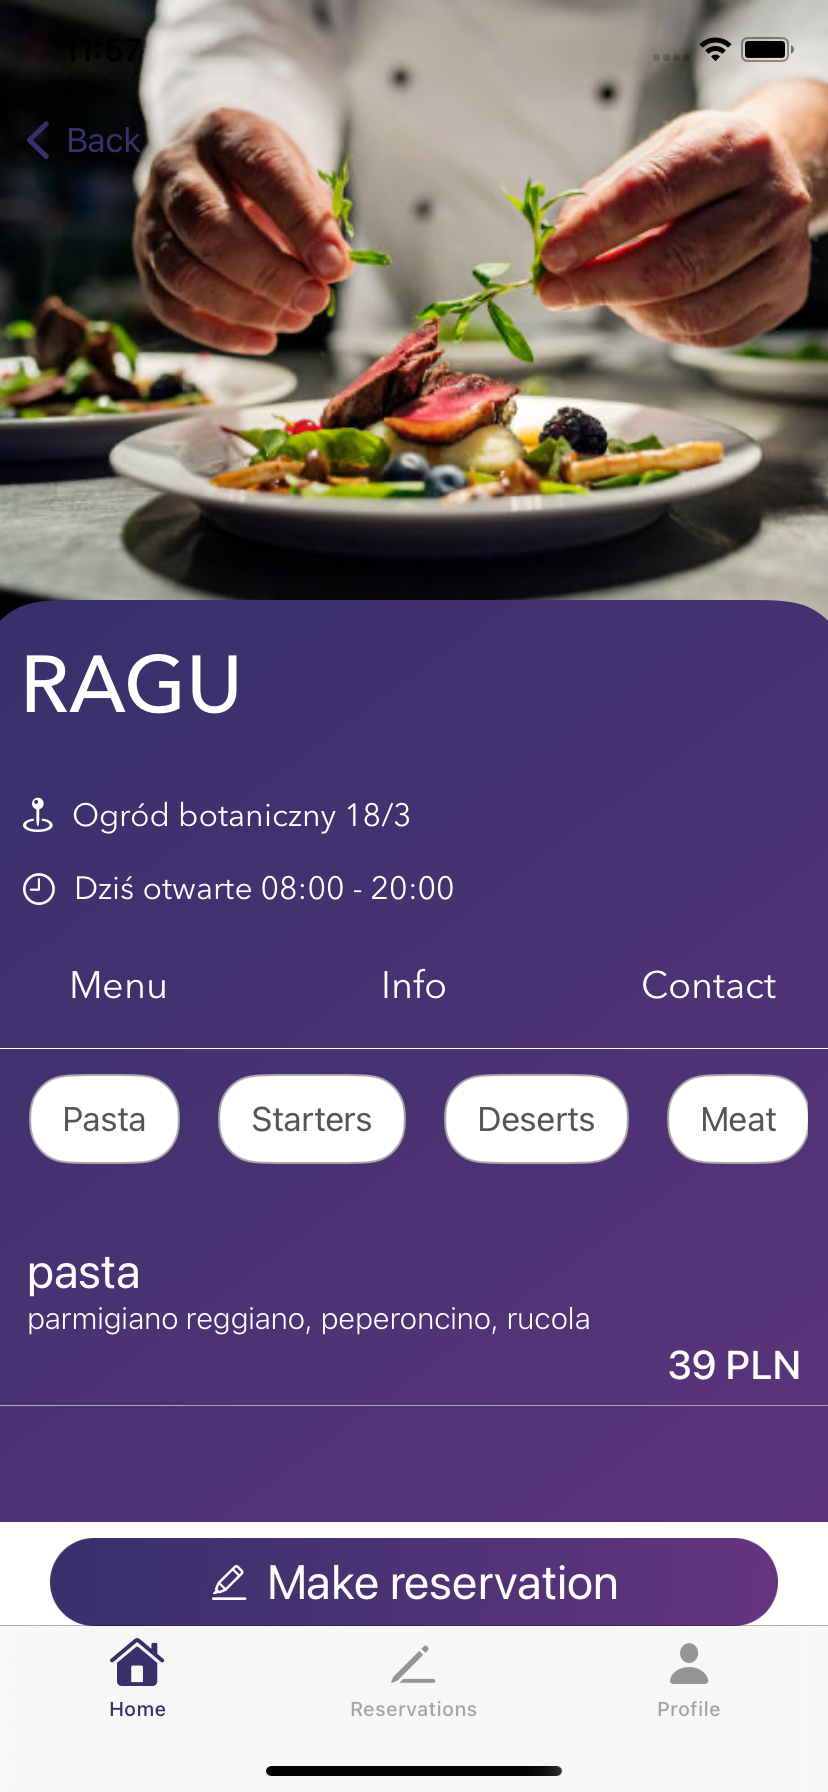 11:57
Back
RAGU
Ogród botaniczny 18/3
Dziś otwarte 08:00 - 20:00
Menu Info Contact
Pasta Starters Deserts Meat
pasta
parmigiano reggiano, peperoncino, rucola
39 PLN
Make reservation
Home Reservations Profile